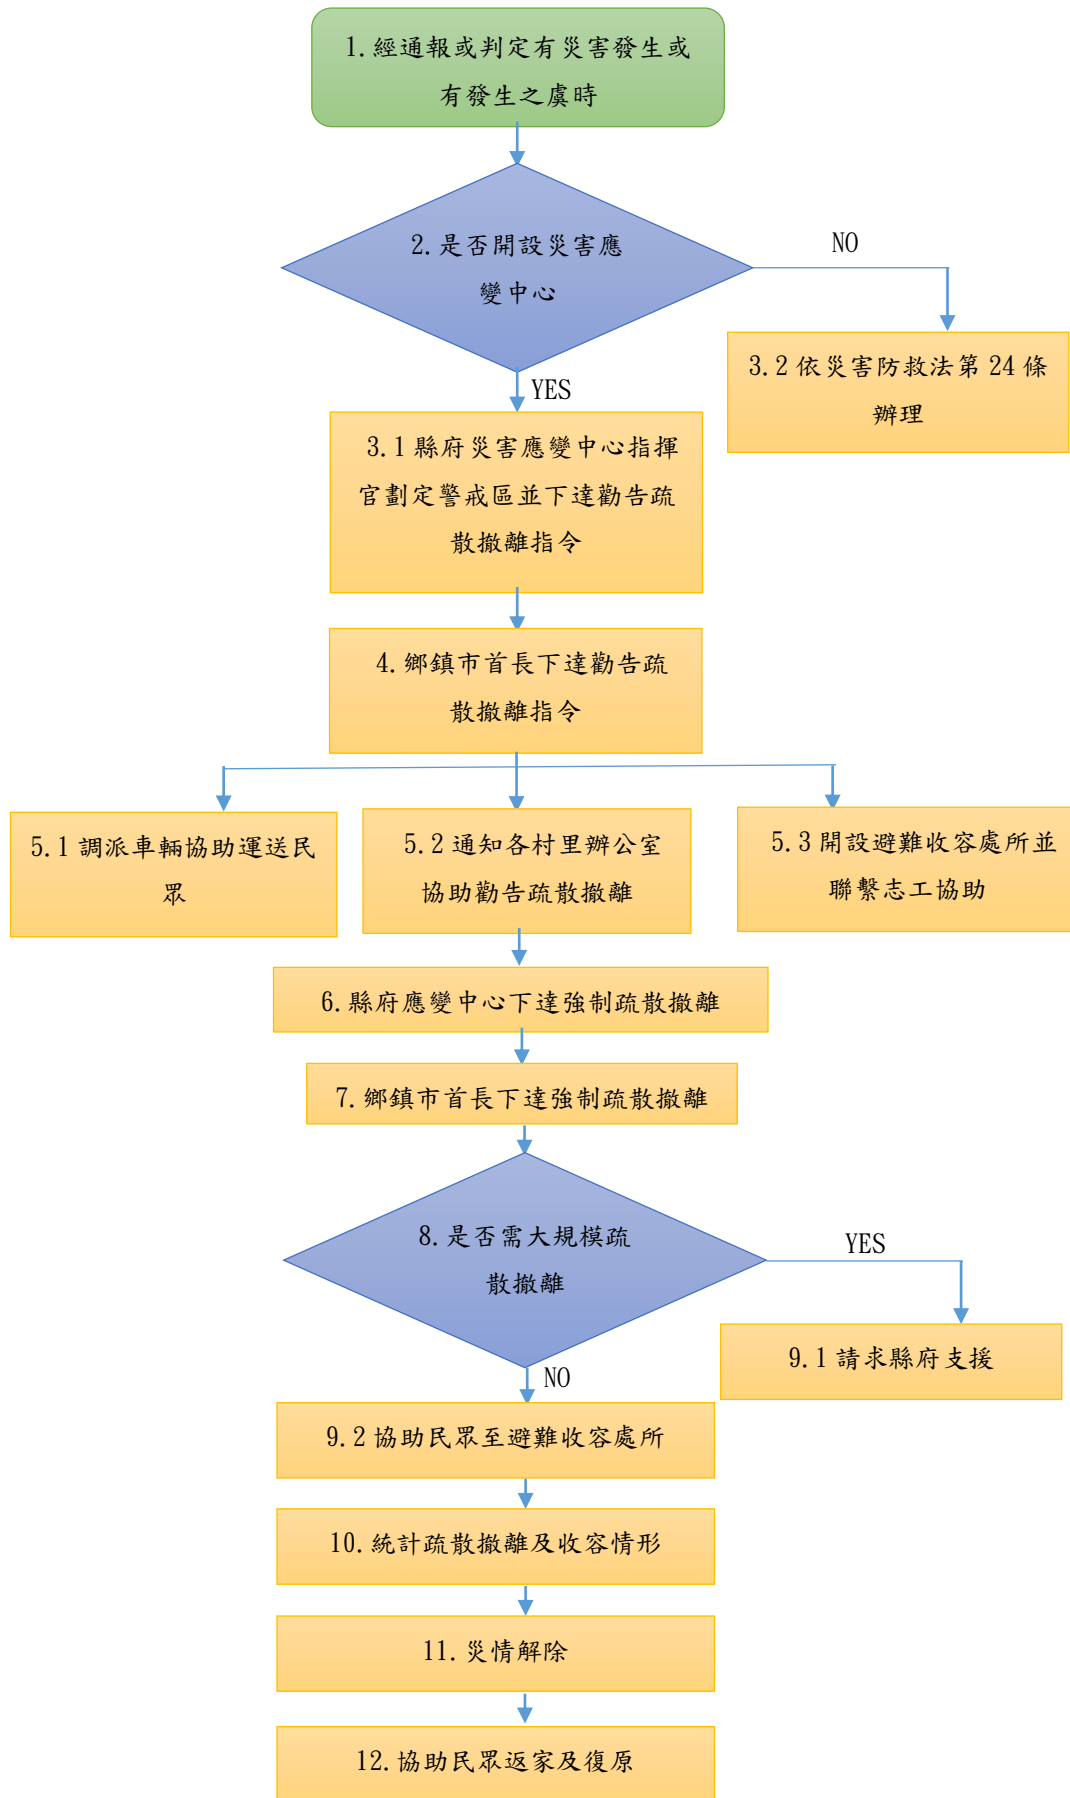 1.經通報或判定有災害發生或
有發生之虞時
2.是否開設災害應
變中心
NO
3.2依災害防救法第24條
辦理
YES
3.1縣府災害應變中心指揮
官劃定警戒區並下達勸告疏
散撤離指令
4.鄉鎮市首長下達勸告疏
散撤離指令
5.1調派車輛協助運送民
眾
5.2通知各村里辦公室
協助勸告疏散撤離
5.3開設避難收容處所並
聯繫志工協助
6.縣府應變中心下達強制疏散撤離
7.鄉鎮市首長下達強制疏散撤離
8.是否需大規模疏
散撤離
YES
9.1請求縣府支援
NO
9.2協助民眾至避難收容處所
10.統計疏散撤離及收容情形
11.災情解除
12.協助民眾返家及復原